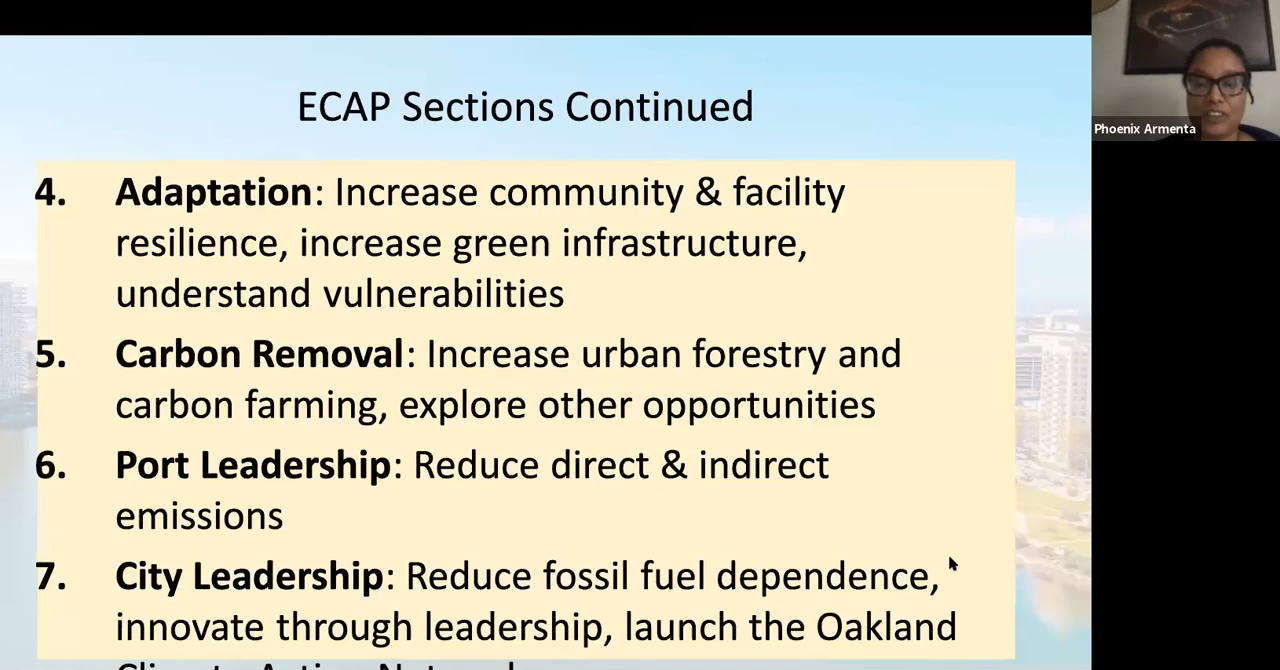 ECAP Sections Continued
Phoenix Armenta
4. Adaptation: Increase community & facility
resilience, increase green infrastructure,
understand vulnerabilities
5. Carbon Removal: Increase urban forestry and
carbon farming, explore other opportunities
6. Port Leadership: Reduce direct & indirect
emissions
7. City Leadership: Reduce fossil fuel dependence,
innovate through leadership, launch the Oakland